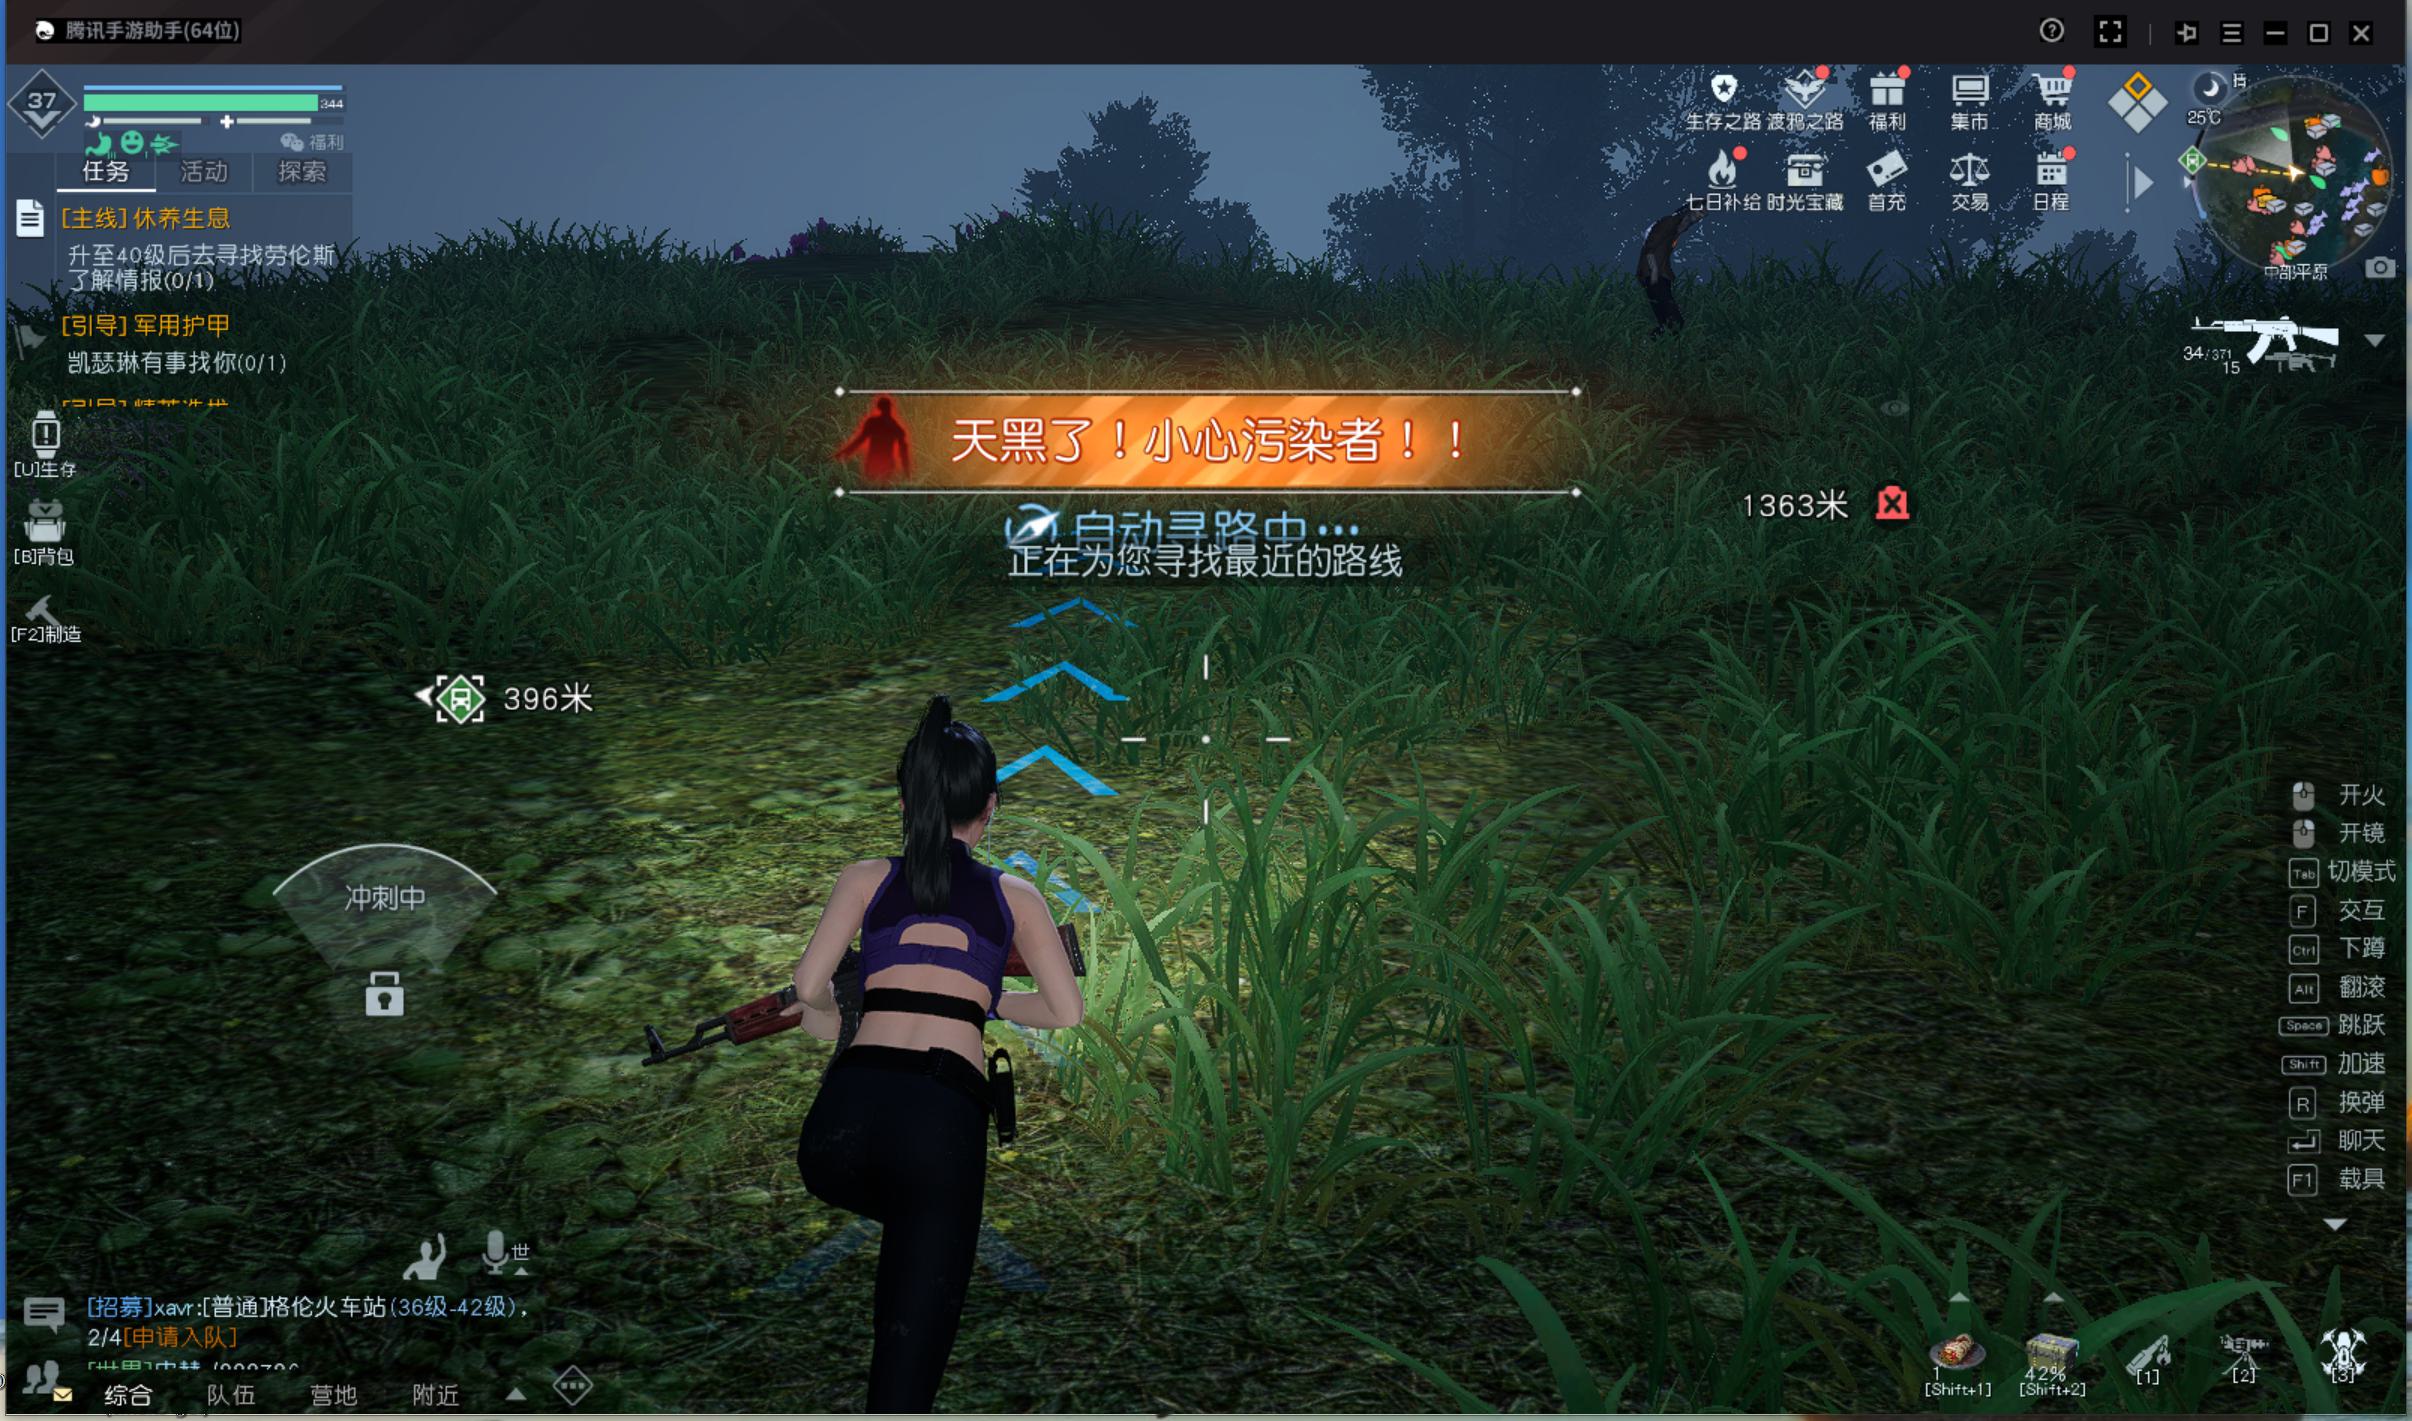 腾讯手游助手(64位)
37
344
福利
任务 活动 探索
[主线] 休养生息
升至40级后去寻找劳伦斯
了解情报(0/1)
[引导] 军用护甲
凯瑟琳有事找你(0/1)
[U]生存
[B]背包
[F2]制造
生存之路 渡鸦之路 福利 集市 商城
七日补给 时光宝藏 首充 交易 日程
晴
25℃
中部平原
34/371
15
天黑了！小心污染者！！
自动寻路中…
正在为您寻找最近的路线
1363米
396米
冲刺中
开火
开镜
Tab 切模式
F 交互
Ctrl 下蹲
Alt 翻滚
Space 跳跃
Shift 加速
R 换弹
聊天
F1 载具
世
[招募]xavr:[普通]格伦火车站(36级-42级),
2/4[申请入队]
综合 队伍 营地 附近
1
[Shift+1]
42%
[Shift+2]
[1]
[2]
[3]